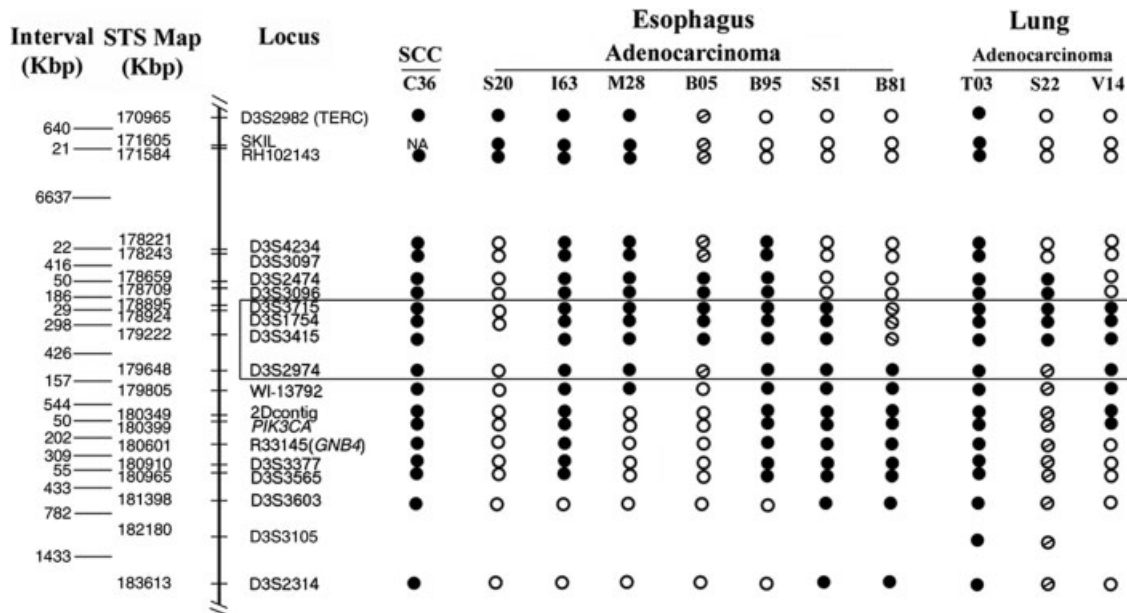 Esophagus Lung
Interval STS Map Locus SCC Adenocarcinoma Adenocarcinoma
(Kbp) (Kbp)
C36 S20 I63 M28 B05 B95 S51 B81 T03 S22 V14
170965 D3S2982 (TERC)
640
171605 SKIL NA
21
171584 RH102143
6637
178221 D3S4234
22
178243 D3S3097
416
178659 D3S2474
50
178709 D3S3096
186
178895 D3S3715
29
178924 D3S1754
298
179222 D3S3415
426
179648 D3S2974
157
179805 WI-13792
544
180349 2Dcontig
50
180399 PIK3CA
202
180601 R33145(GNB4)
309
180910 D3S3377
55
180965 D3S3565
433
181398 D3S3603
782
182180 D3S3105
1433
183613 D3S2314